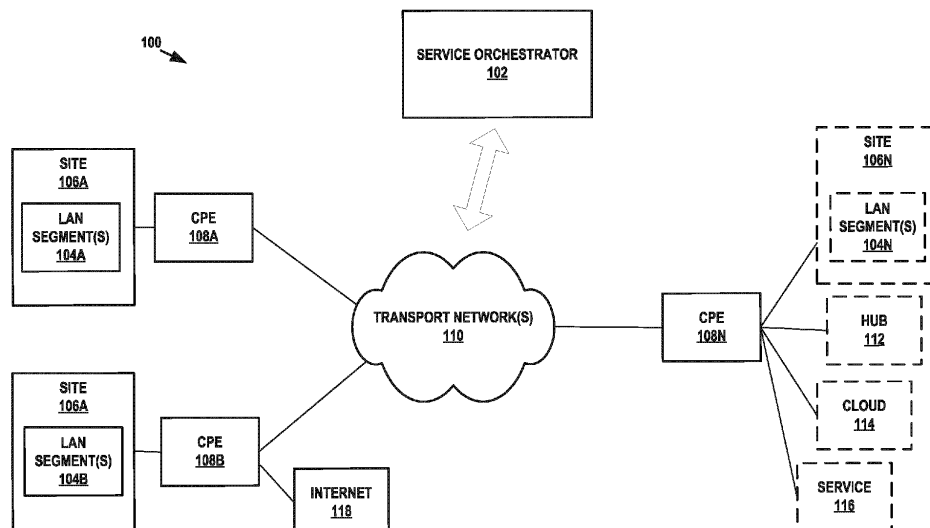 100
SERVICE ORCHESTRATOR
102
SITE
106A
LAN
SEGMENT(S)
104A
CPE
108A
SITE
106N
LAN
SEGMENT(S)
104N
TRANSPORT NETWORK(S)
110
CPE
108N
HUB
112
CLOUD
114
SERVICE
116
SITE
106A
LAN
SEGMENT(S)
104B
CPE
108B
INTERNET
118